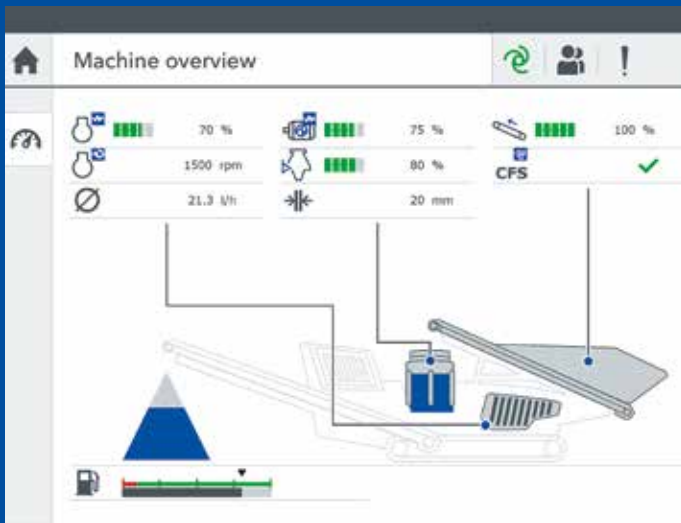 Machine overview
70 %
75 %
100 %
1500 rpm
80 %
CFS
21.3 l/h
20 mm